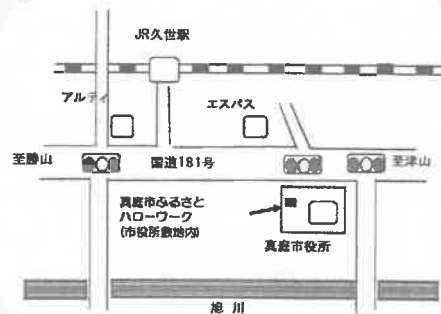 JR久世駅
アルティ
エスパス
至勝山
国道181号
至津山
真庭市ふるさと
ハローワーク
(市役所敷地内)
真庭市役所
旭川